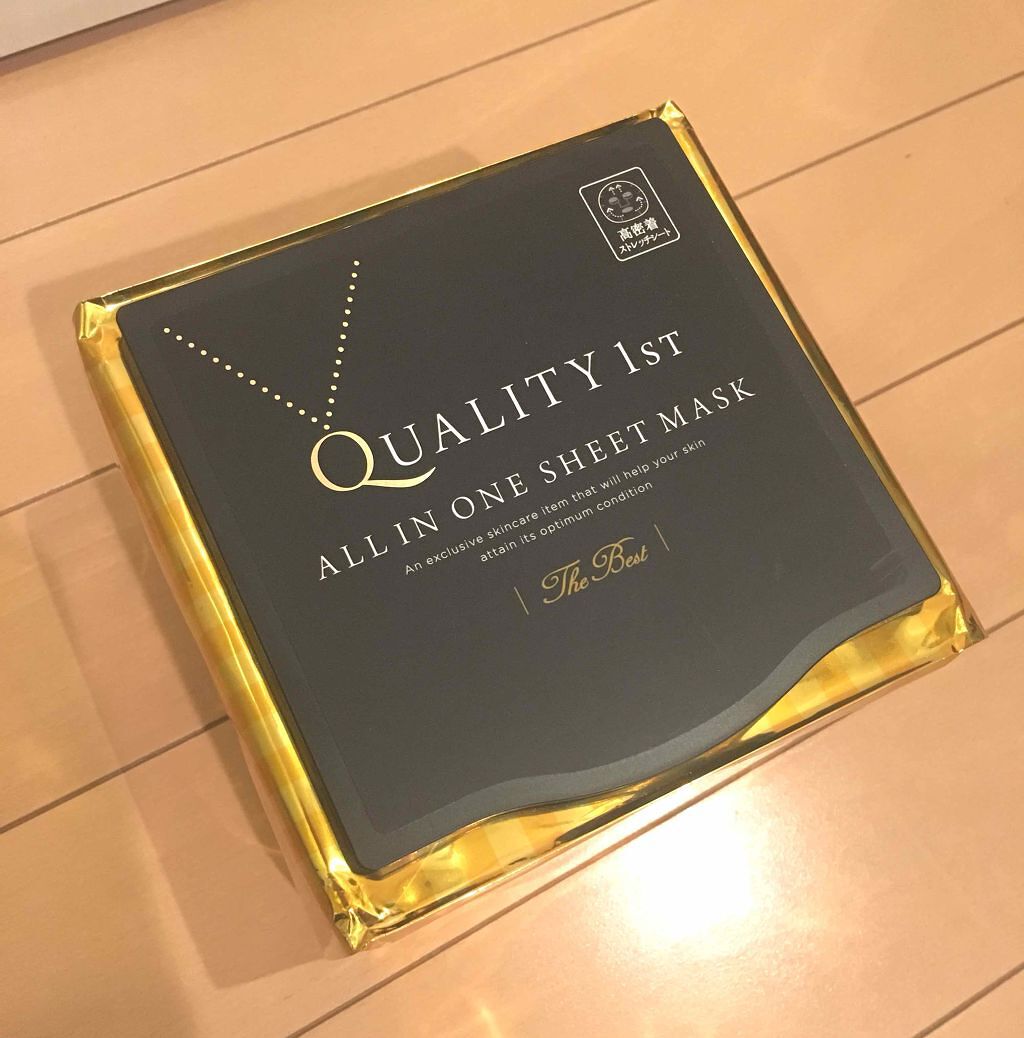 高密着
ストレッチシート
QUALITY 1ST
ALL IN ONE SHEET MASK
An exclusive skincare item that will help your skin
attain its optimum condition
The Best